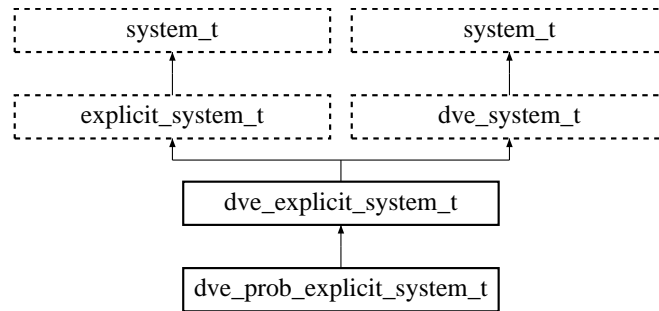 system_t
system_t
explicit_system_t
dve_system_t
dve_explicit_system_t
dve_prob_explicit_system_t